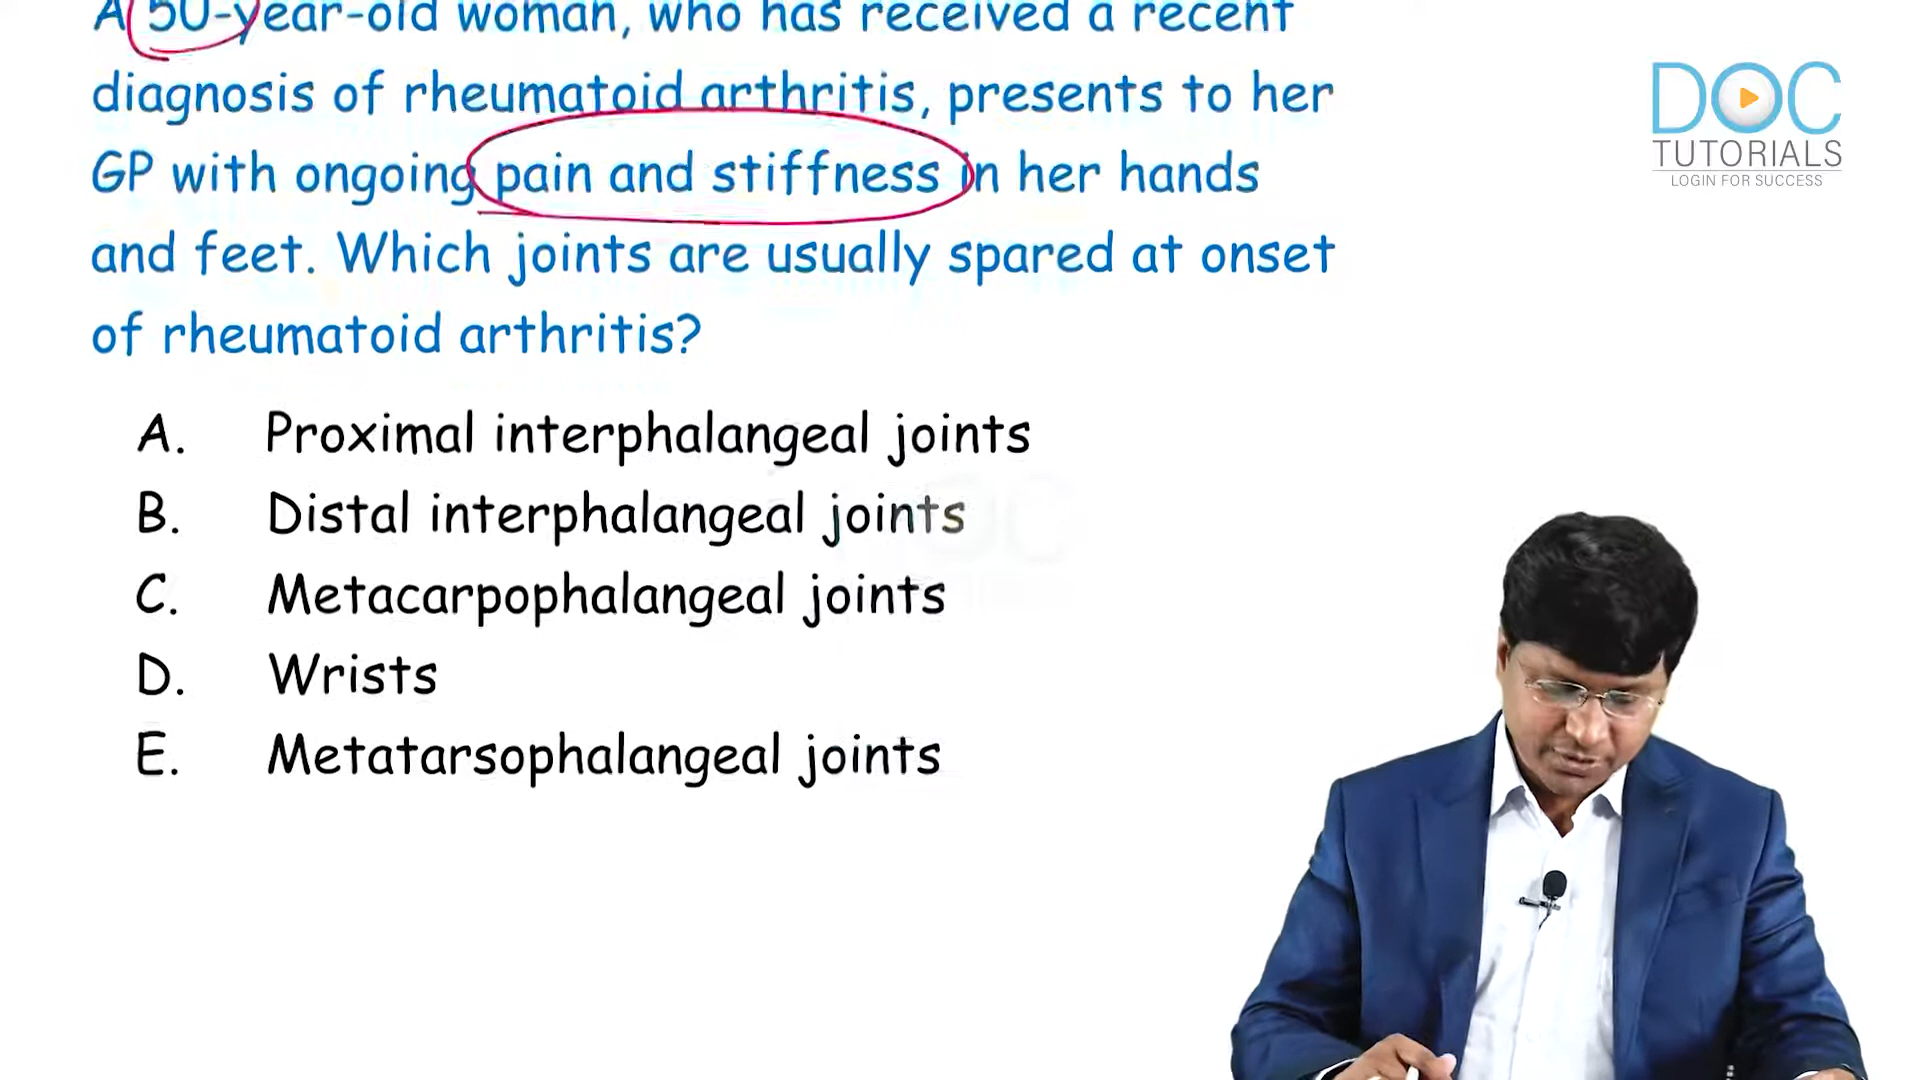 A 50-year-old woman, who has received a recent
diagnosis of rheumatoid arthritis, presents to her
GP with ongoing pain and stiffness in her hands
and feet. Which joints are usually spared at onset
of rheumatoid arthritis?
A. Proximal interphalangeal joints
B. Distal interphalangeal joints
C. Metacarpophalangeal joints
D. Wrists
E. Metatarsophalangeal joints
DOC
TUTORIALS
LOGIN FOR SUCCESS